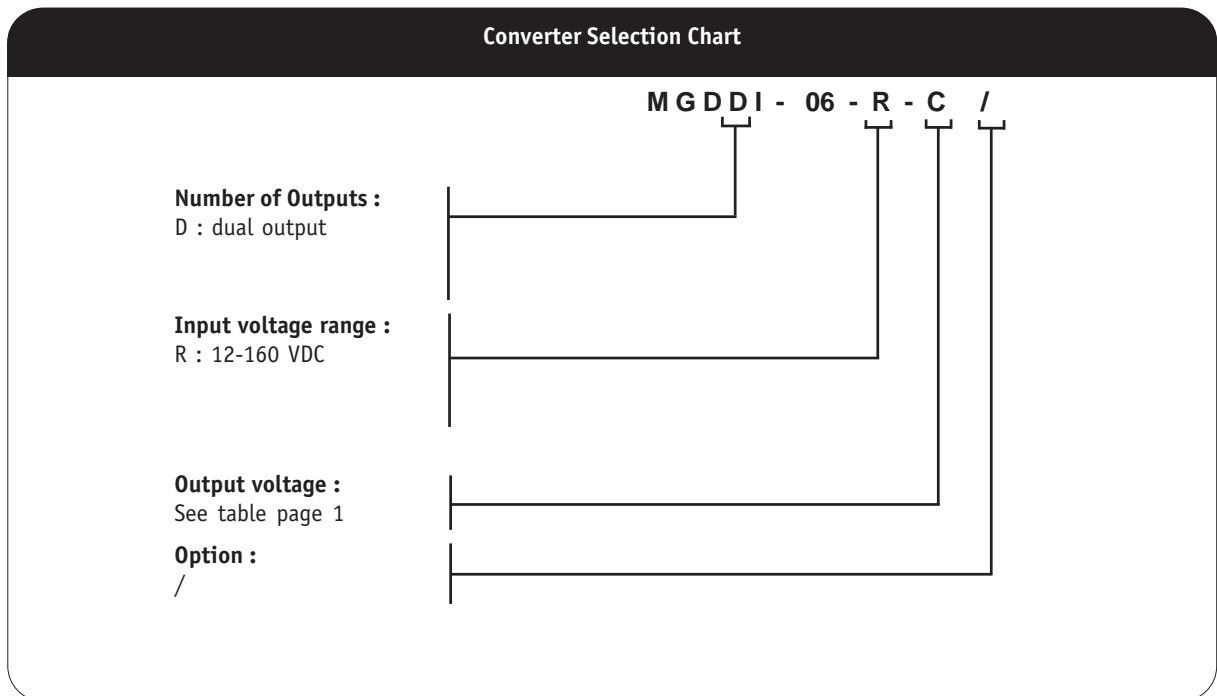 Converter Selection Chart
MGDDI - 06 - R - C /
Number of Outputs :
D : dual output
Input voltage range :
R : 12-160 VDC
Output voltage :
See table page 1
Option :
/